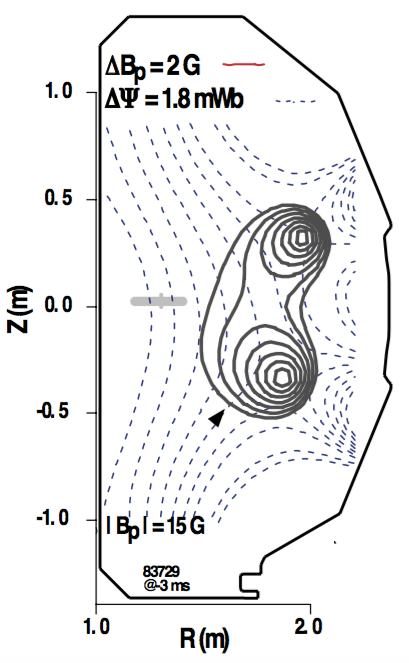 ΔBp = 2 G
ΔΨ = 1.8 mWb
1.0
0.5
0.0
-0.5
-1.0
Z (m)
| Bp | = 15 G
83729
@-3 ms
1.0
2.0
R (m)